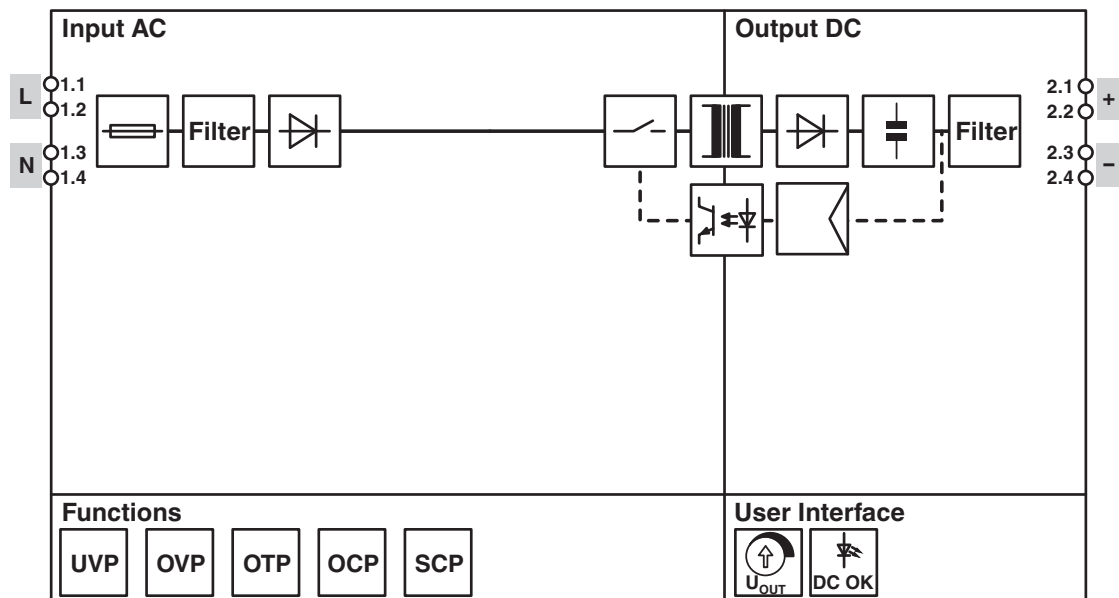 Input AC
Output DC
L
1.1
1.2
N
1.3
1.4
Filter
Filter
2.1
2.2
+
2.3
2.4
−
Functions
UVP
OVP
OTP
OCP
SCP
User Interface
UOUT
DC OK